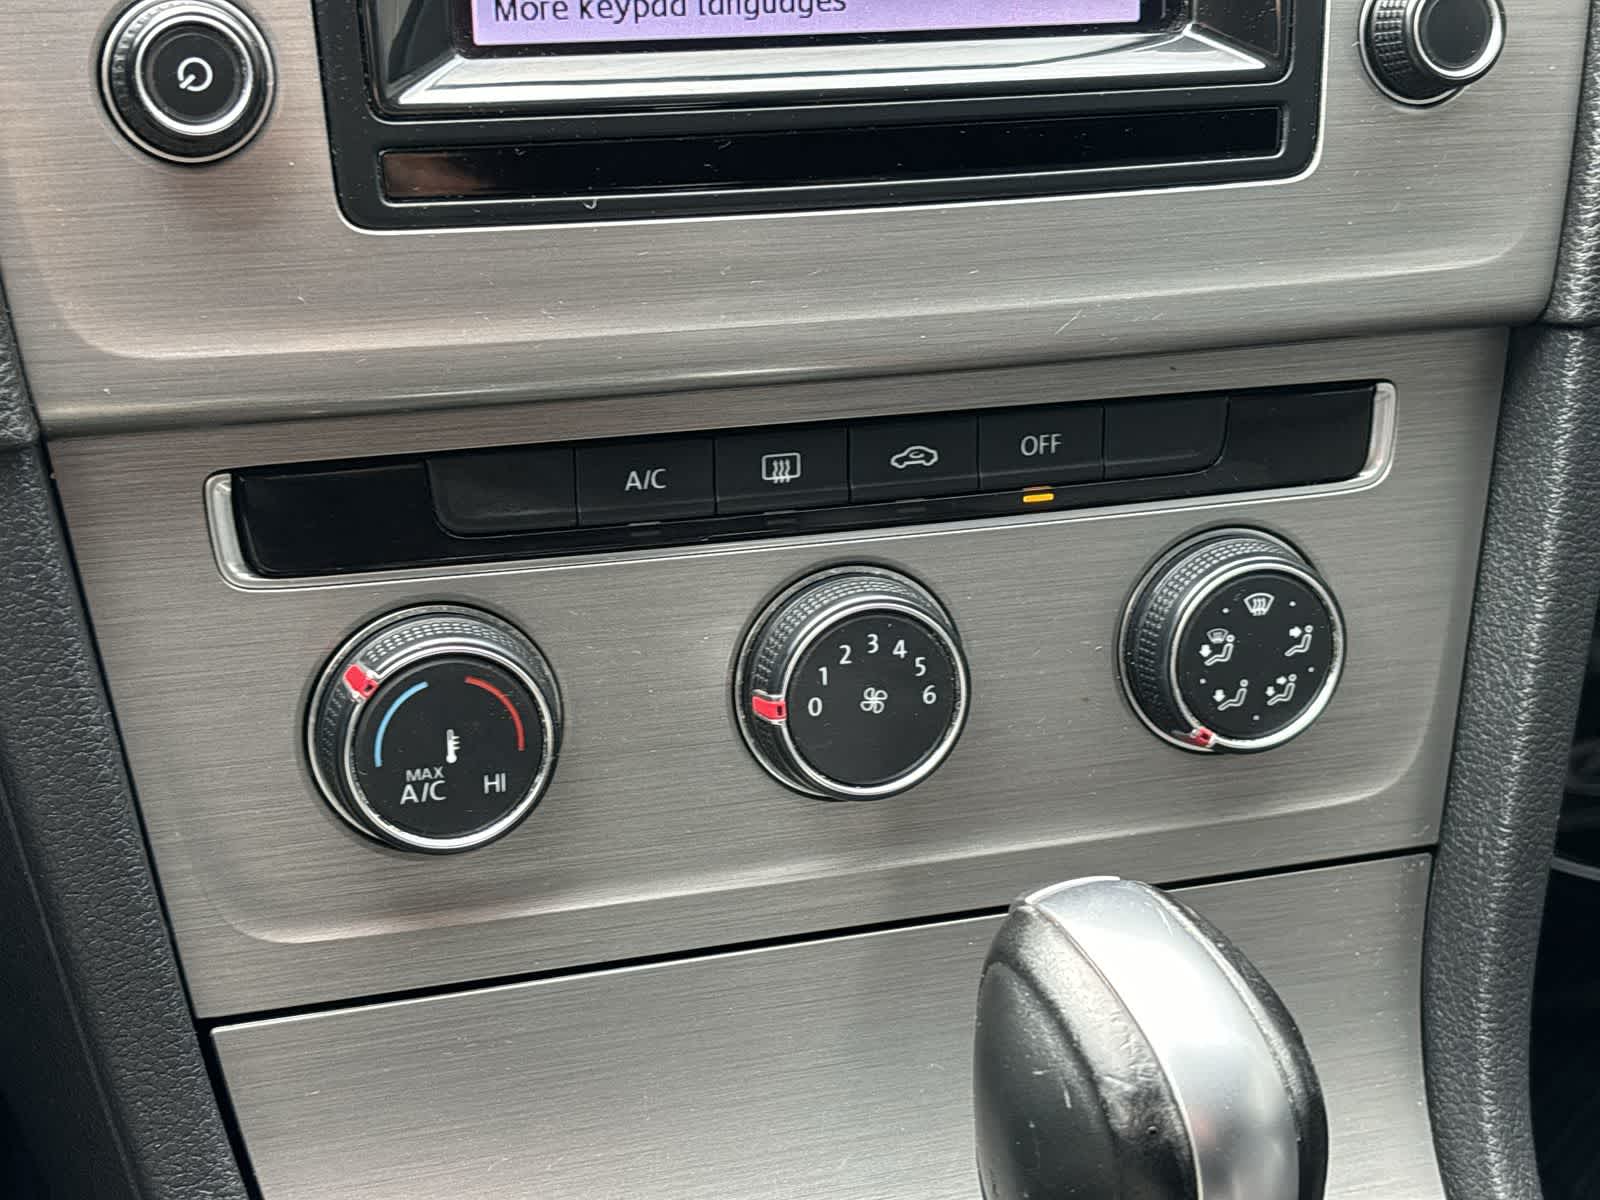 More keypad languages
A/C
OFF
MAX
A/C
HI
0
1
2
3
4
5
6